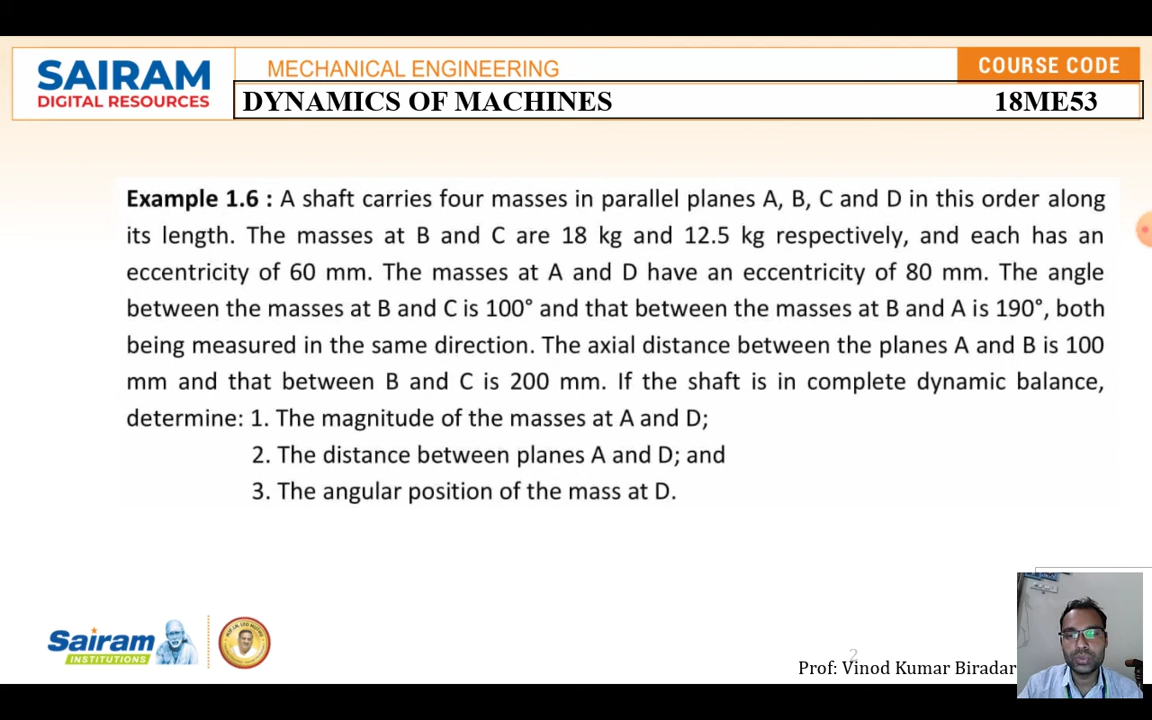 SAIRAM
DIGITAL RESOURCES
MECHANICAL ENGINEERING
COURSE CODE
DYNAMICS OF MACHINES
18ME53
Example 1.6 : A shaft carries four masses in parallel planes A, B, C and D in this order along
its length. The masses at B and C are 18 kg and 12.5 kg respectively, and each has an
eccentricity of 60 mm. The masses at A and D have an eccentricity of 80 mm. The angle
between the masses at B and C is 100° and that between the masses at B and A is 190°, both
being measured in the same direction. The axial distance between the planes A and B is 100
mm and that between B and C is 200 mm. If the shaft is in complete dynamic balance,
determine: 1. The magnitude of the masses at A and D;
2. The distance between planes A and D; and
3. The angular position of the mass at D.
Sairam
INSTITUTIONS
2
Prof: Vinod Kumar Biradar